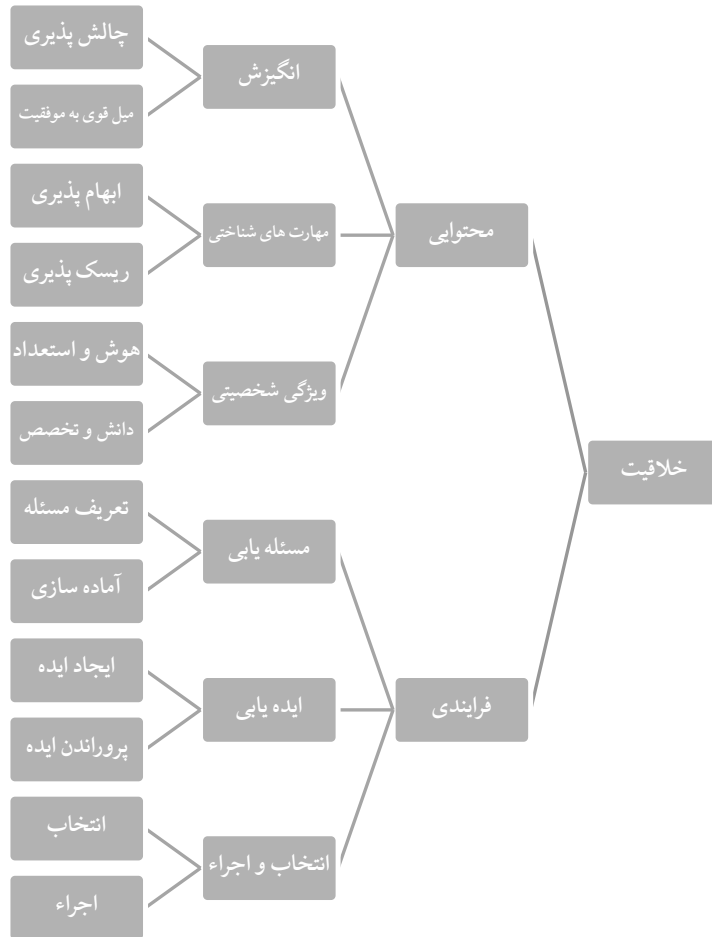 خلاقیت
محتوایی
انگیزش
چالش پذیری
میل قوی به موفقیت
مهارت های شناختی
ابهام پذیری
ریسک پذیری
ویژگی شخصیتی
هوش و استعداد
دانش و تخصص
فرایندی
مسئله یابی
تعریف مسئله
آماده سازی
ایده یابی
ایجاد ایده
پروراندن ایده
انتخاب و اجراء
انتخاب
اجراء